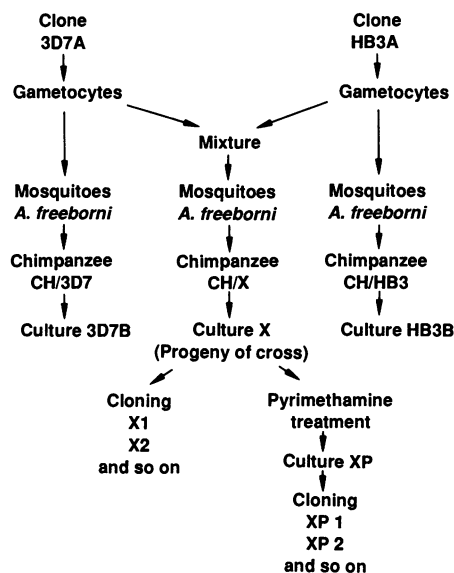 Clone
3D7A
Clone
HB3A
Gametocytes
Gametocytes
Mixture
Mosquitoes
A. freeborni
Mosquitoes
A. freeborni
Mosquitoes
A. freeborni
Chimpanzee
CH/3D7
Chimpanzee
CH/X
Chimpanzee
CH/HB3
Culture 3D7B
Culture X
(Progeny of cross)
Culture HB3B
Cloning
X1
X2
and so on
Pyrimethamine
treatment
Culture XP
Cloning
XP 1
XP 2
and so on